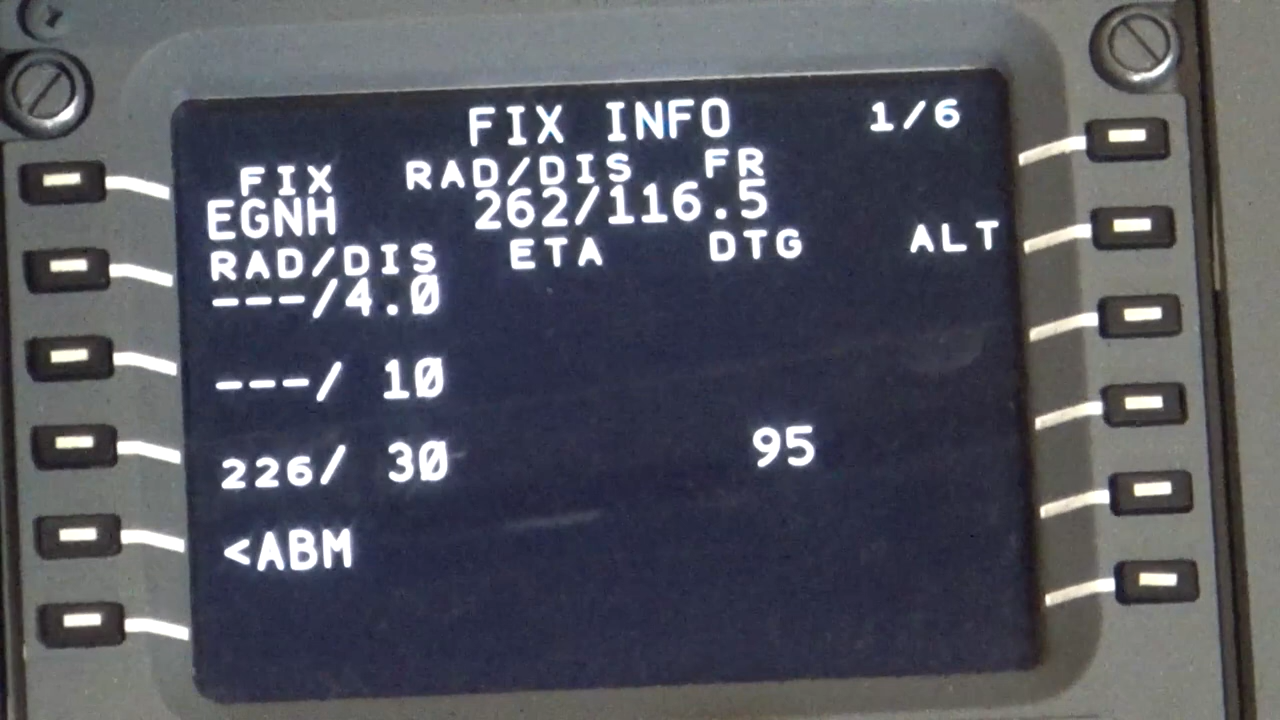 FIX INFO 1/6
FIX RAD/DIS FR
EGNH 262/116.5
RAD/DIS ETA DTG ALT
---/4.0
---/ 10
226/ 30 95
<ABM